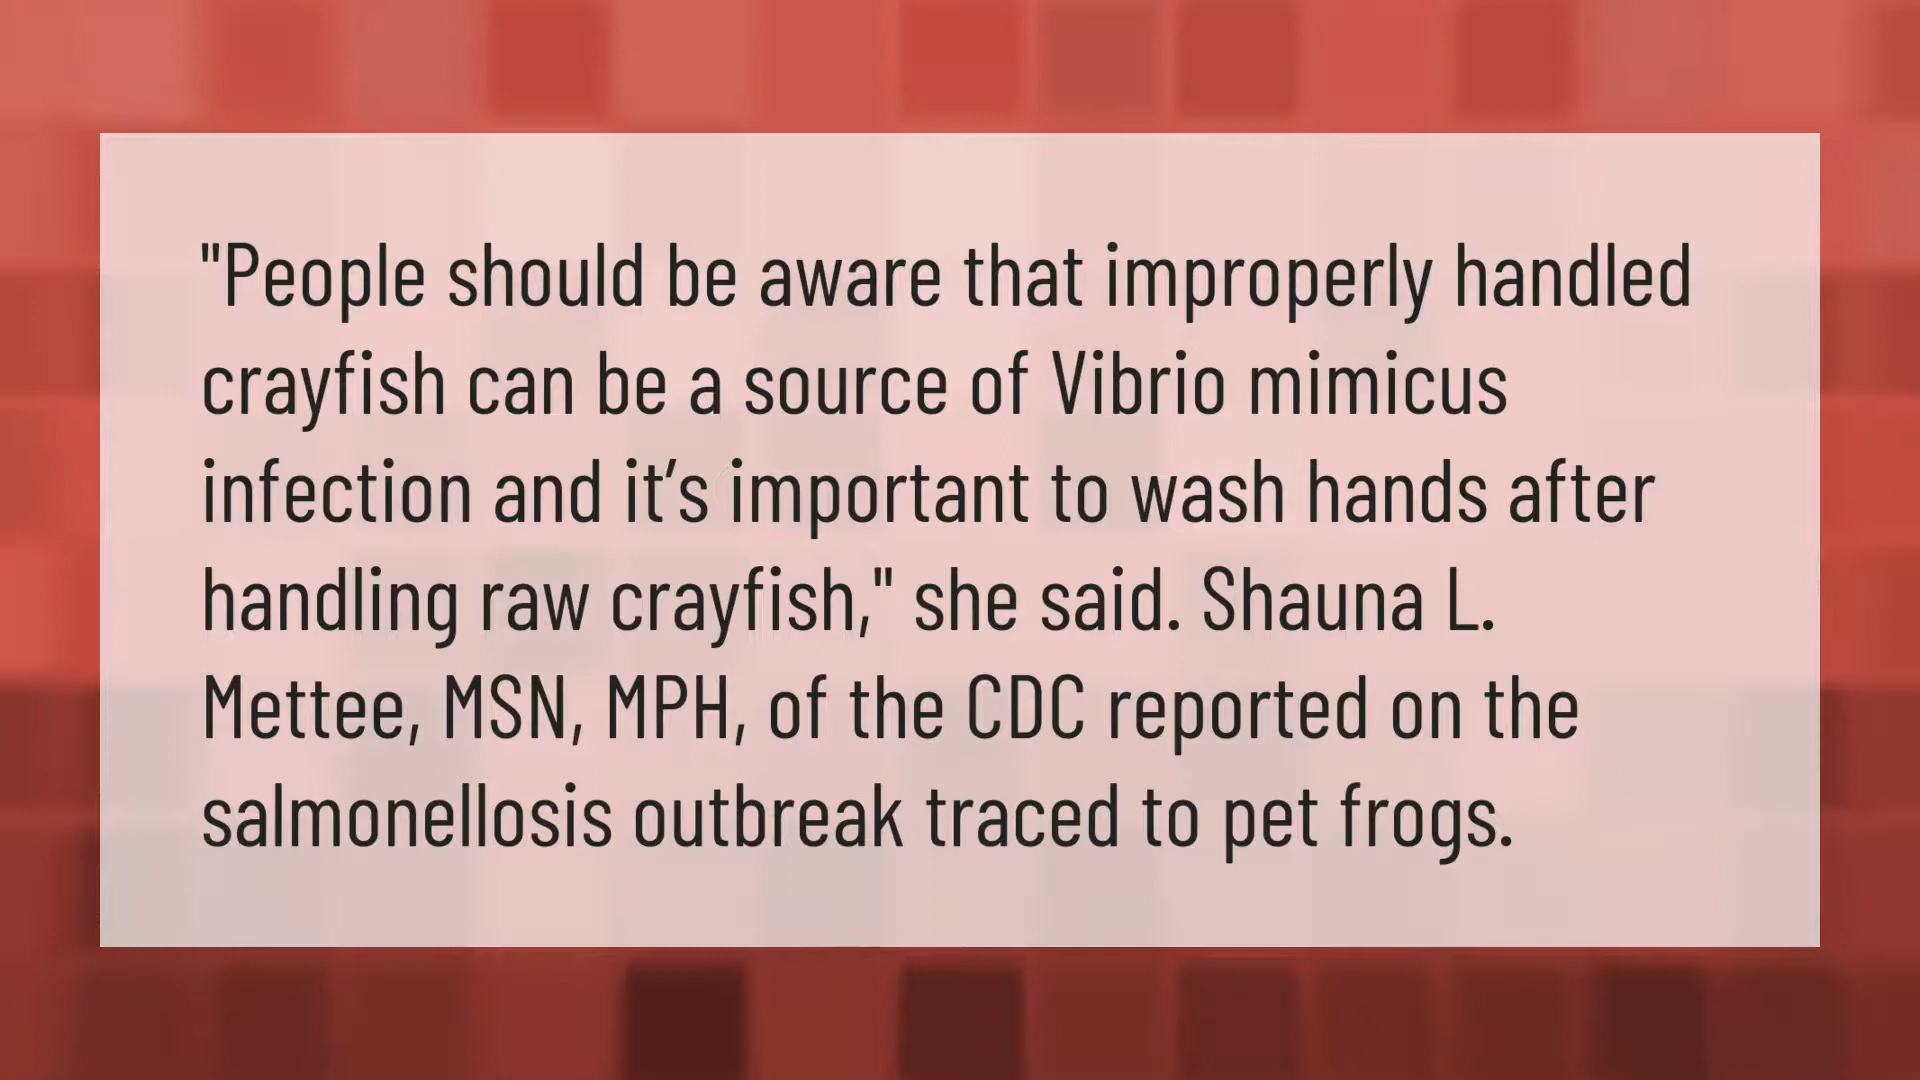 "People should be aware that improperly handled
crayfish can be a source of Vibrio mimicus
infection and it’s important to wash hands after
handling raw crayfish," she said. Shauna L.
Mettee, MSN, MPH, of the CDC reported on the
salmonellosis outbreak traced to pet frogs.